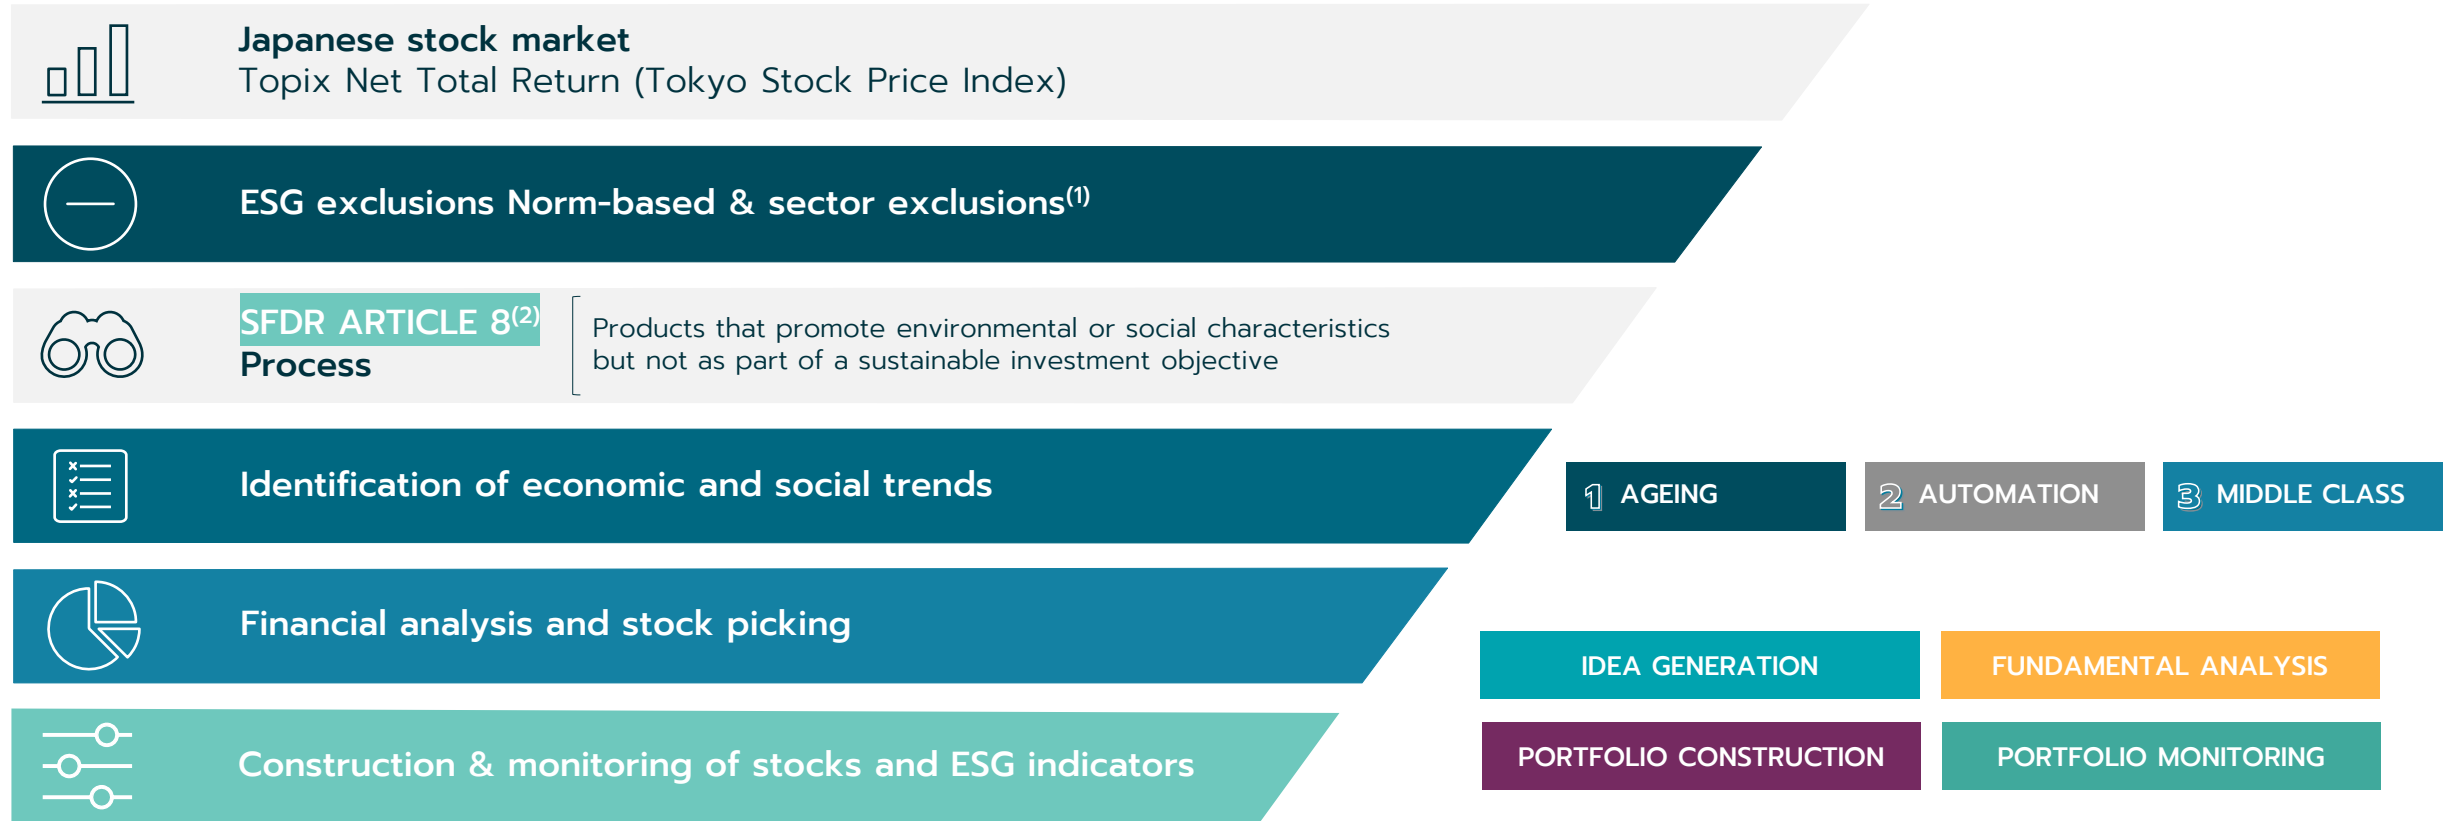 Japanese stock market
Topix Net Total Return (Tokyo Stock Price Index)
ESG exclusions Norm-based & sector exclusions(1)
SFDR ARTICLE 8(2)
Process
Products that promote environmental or social characteristics
but not as part of a sustainable investment objective
Identification of economic and social trends
1 AGEING
2 AUTOMATION
3 MIDDLE CLASS
Financial analysis and stock picking
IDEA GENERATION
FUNDAMENTAL ANALYSIS
Construction & monitoring of stocks and ESG indicators
PORTFOLIO CONSTRUCTION
PORTFOLIO MONITORING